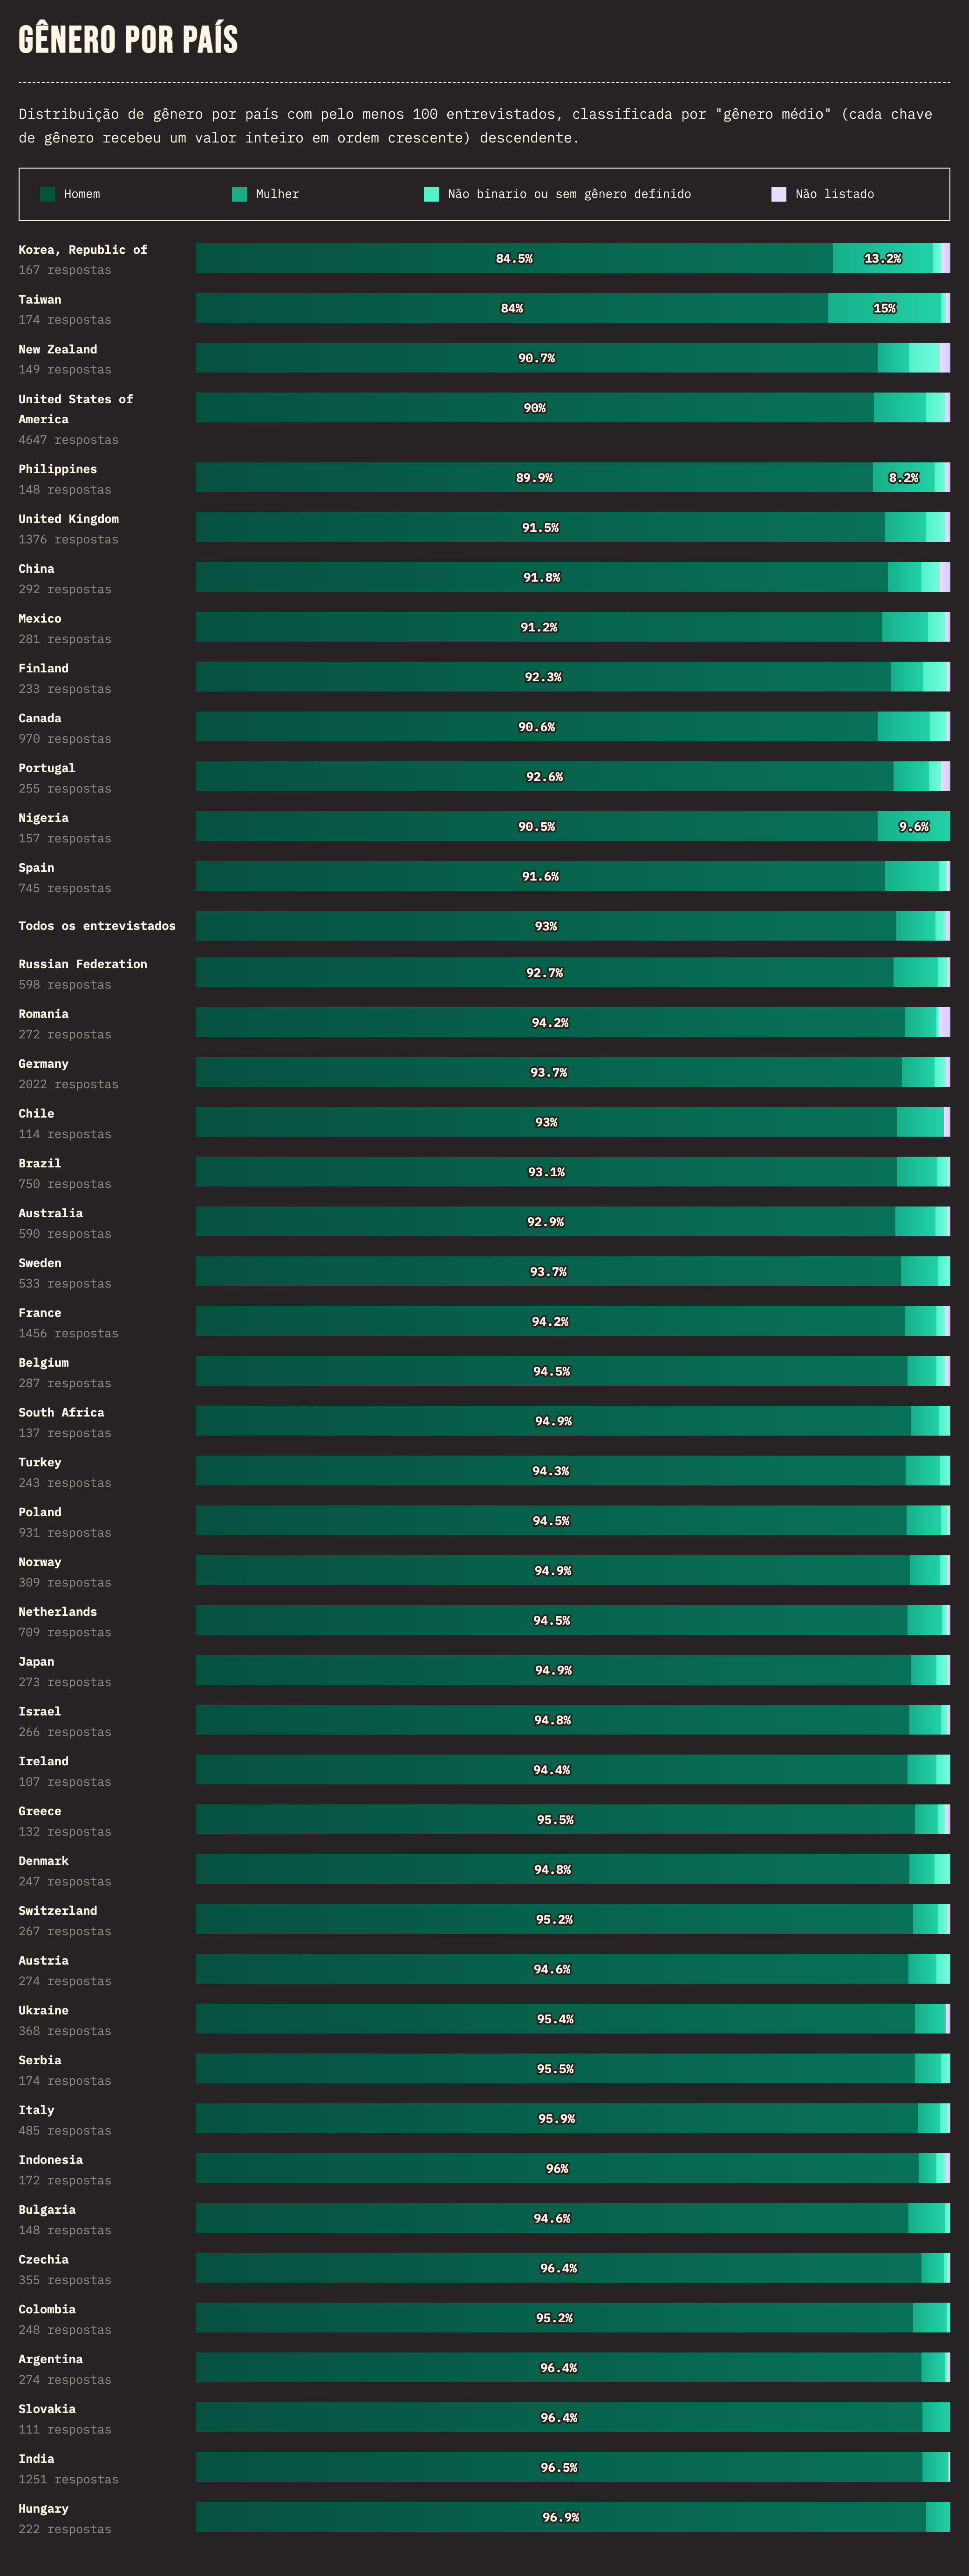 GÊNERO POR PAÍS
Distribuição de gênero por país com pelo menos 100 entrevistados, classificada por "gênero médio" (cada chave
de gênero recebeu um valor inteiro em ordem crescente) descendente.
Homem Mulher Não binario ou sem gênero definido Não listado
Korea, Republic of
167 respostas
84.5% 13.2%
Taiwan
174 respostas
84% 15%
New Zealand
149 respostas
90.7%
United States of
America
4647 respostas
90%
Philippines
148 respostas
89.9% 8.2%
United Kingdom
1376 respostas
91.5%
China
292 respostas
91.8%
Mexico
281 respostas
91.2%
Finland
233 respostas
92.3%
Canada
970 respostas
90.6%
Portugal
255 respostas
92.6%
Nigeria
157 respostas
90.5% 9.6%
Spain
745 respostas
91.6%
Todos os entrevistados
93%
Russian Federation
598 respostas
92.7%
Romania
272 respostas
94.2%
Germany
2022 respostas
93.7%
Chile
114 respostas
93%
Brazil
750 respostas
93.1%
Australia
590 respostas
92.9%
Sweden
533 respostas
93.7%
France
1456 respostas
94.2%
Belgium
287 respostas
94.5%
South Africa
137 respostas
94.9%
Turkey
243 respostas
94.3%
Poland
931 respostas
94.5%
Norway
309 respostas
94.9%
Netherlands
709 respostas
94.5%
Japan
273 respostas
94.9%
Israel
266 respostas
94.8%
Ireland
107 respostas
94.4%
Greece
132 respostas
95.5%
Denmark
247 respostas
94.8%
Switzerland
267 respostas
95.2%
Austria
274 respostas
94.6%
Ukraine
368 respostas
95.4%
Serbia
174 respostas
95.5%
Italy
485 respostas
95.9%
Indonesia
172 respostas
96%
Bulgaria
148 respostas
94.6%
Czechia
355 respostas
96.4%
Colombia
248 respostas
95.2%
Argentina
274 respostas
96.4%
Slovakia
111 respostas
96.4%
India
1251 respostas
96.5%
Hungary
222 respostas
96.9%